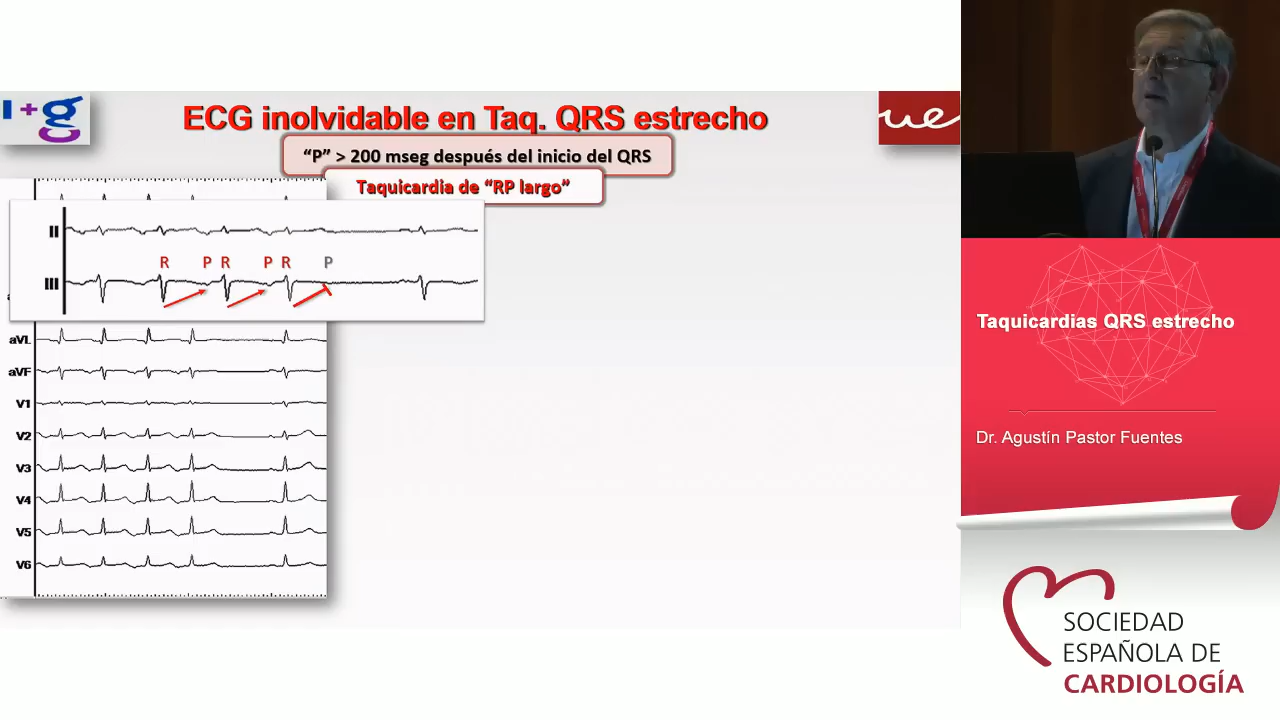 i+g
ECG inolvidable en Taq. QRS estrecho
ue
“P” > 200 mseg después del inicio del QRS
Taquicardia de “RP largo”
II
R P R P R P
III
aVL
aVF
V1
V2
V3
V4
V5
V6
Taquicardias QRS estrecho
Dr. Agustín Pastor Fuentes
SOCIEDAD
ESPAÑOLA DE
CARDIOLOGÍA